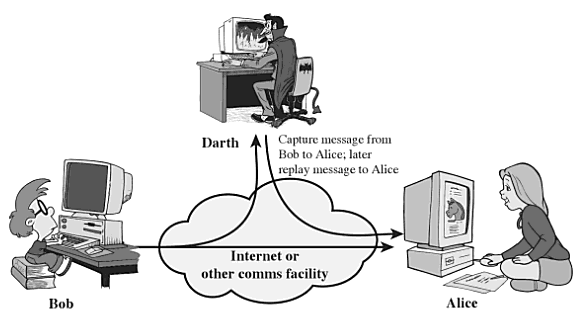 Darth
Capture message from
Bob to Alice; later
replay message to Alice
Internet or
other comms facility
Bob
Alice